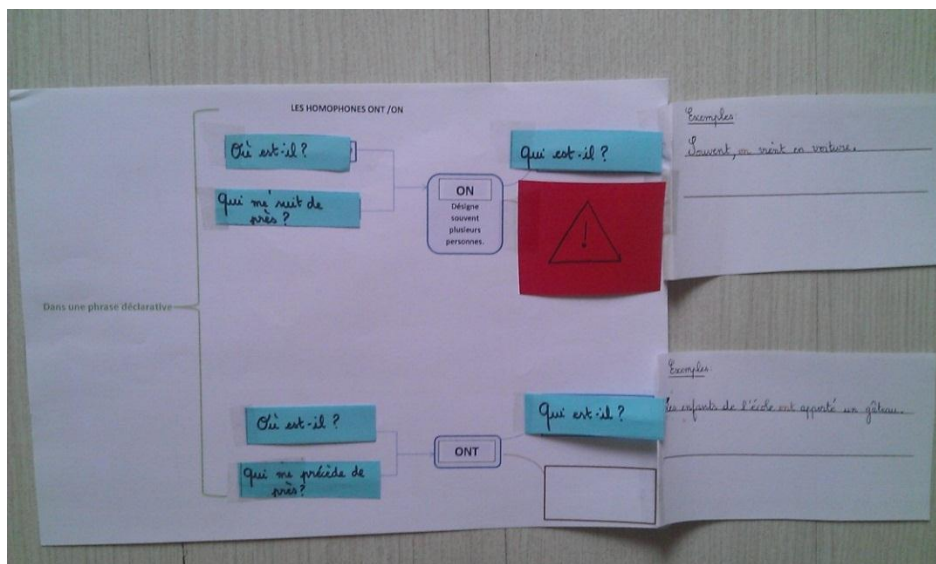 LES HOMOPHONES ONT /ON
Où est-il ?
Qui me suit de
près ?
ON
Désigne
souvent
plusieurs
personnes.
Qui est-il ?
!
Exemples
Souvent, on vient en voiture.
Dans une phrase déclarative
Où est-il ?
Qui me précède de
près ?
ONT
Qui est-il ?
Exemples
Les enfants de l'école ont apporté un gâteau.